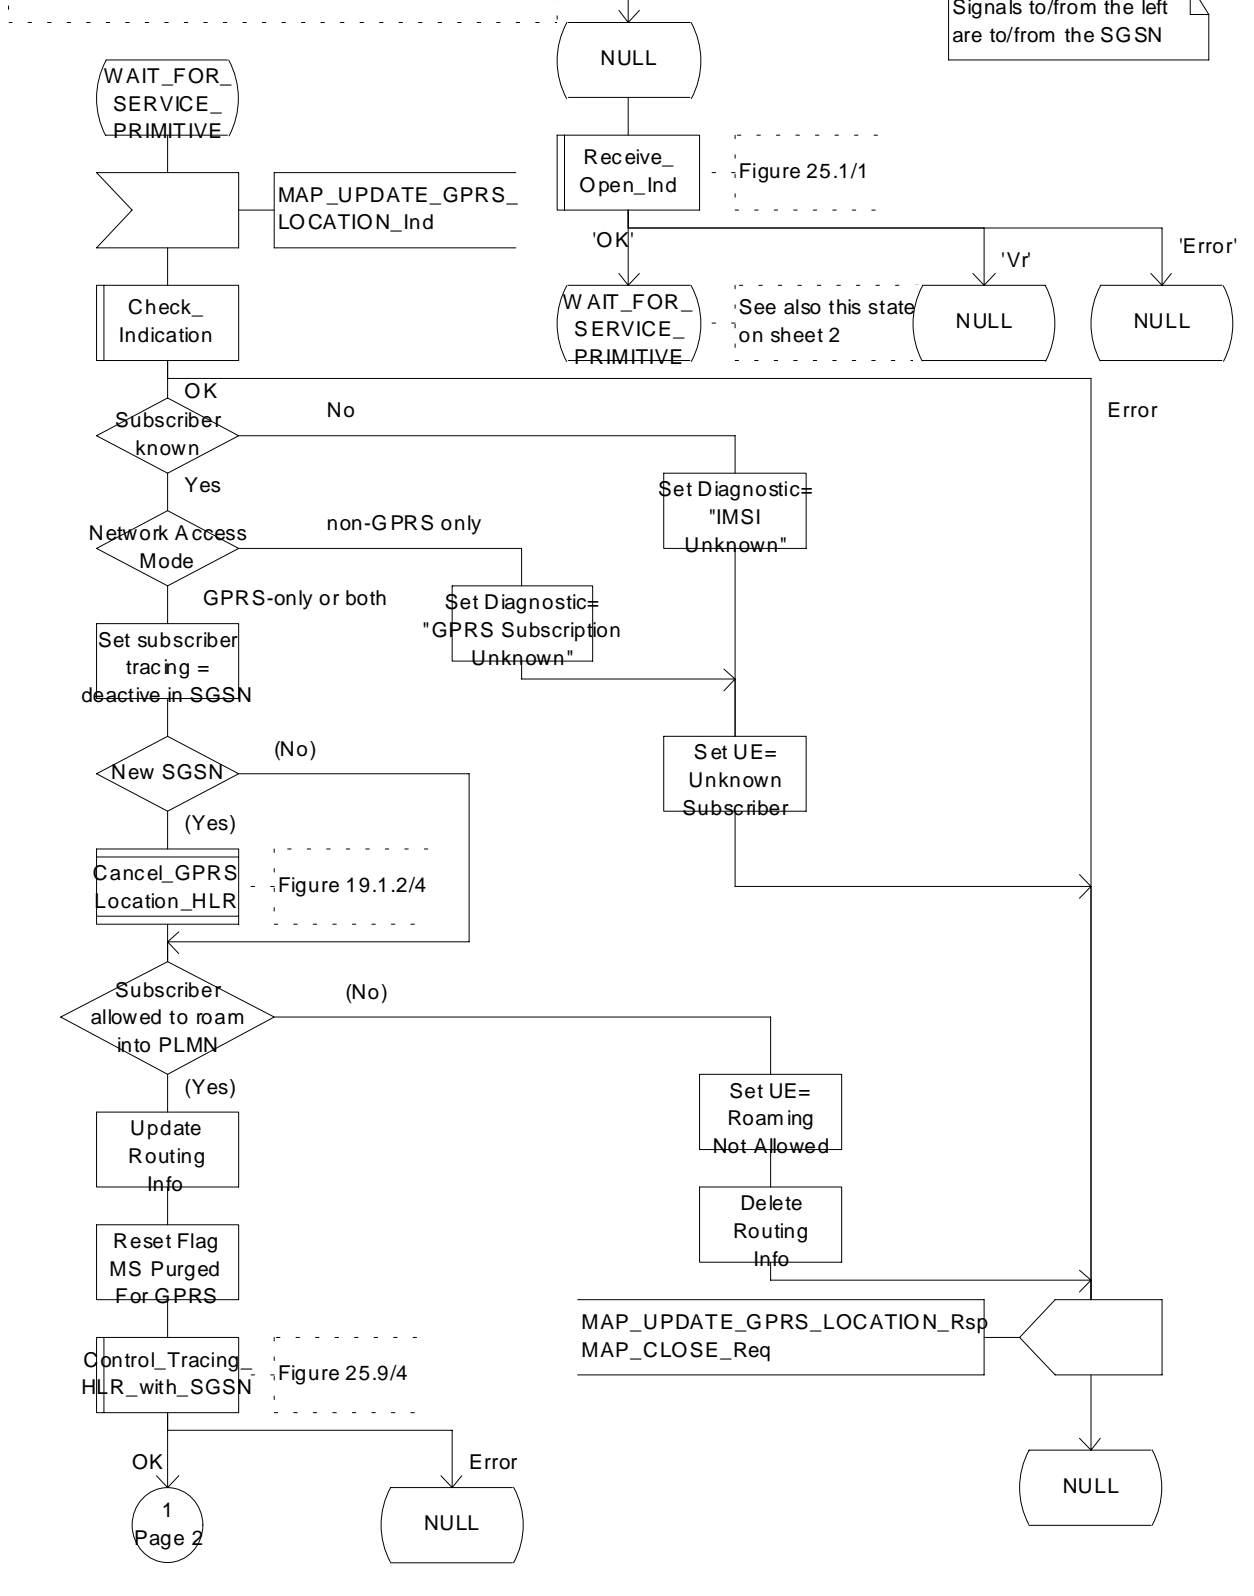 Signals to/from the left
are to/from the SGSN
NULL
WAIT_FOR_
SERVICE_
PRIMITIVE
Receive_
Open_Ind
Figure 25.1/1
MAP_UPDATE_GPRS_
LOCATION_Ind
'OK'
'Vr'
'Error'
Check_
Indication
WAIT_FOR_
SERVICE_
PRIMITIVE
See also this state
on sheet 2
NULL
NULL
OK
Error
Subscriber
known
No
Yes
Set Diagnostic=
"IMSI
Unknown"
Network Access
Mode
non-GPRS only
GPRS-only or both
Set Diagnostic=
"GPRS Subscription
Unknown"
Set subscriber
tracing =
deactive in SGSN
New SGSN
(No)
(Yes)
Set UE=
Unknown
Subscriber
Cancel_GPRS
Location_HLR
Figure 19.1.2/4
Subscriber
allowed to roam
into PLMN
(No)
(Yes)
Set UE=
Roaming
Not Allowed
Update
Routing
Info
Delete
Routing
Info
Reset Flag
MS Purged
For GPRS
MAP_UPDATE_GPRS_LOCATION_Rsp
MAP_CLOSE_Req
Control_Tracing_
HLR_with_SGSN
Figure 25.9/4
OK
Error
1
Page 2
NULL
NULL